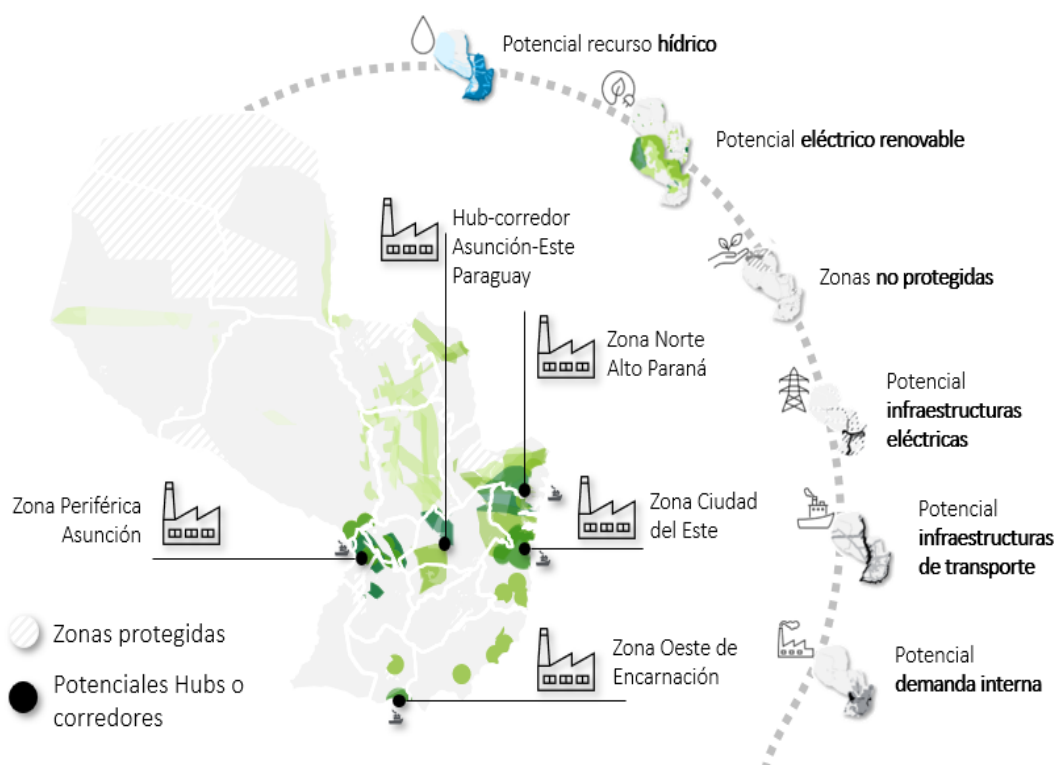 Potencial recurso hídrico
Potencial eléctrico renovable
Hub-corredor
Asunción-Este
Paraguay
Zonas no protegidas
Zona Norte
Alto Paraná
Potencial
infraestructuras
eléctricas
Zona Periférica
Asunción
Zona Ciudad
del Este
Potencial
infraestructuras
de transporte
Zonas protegidas
Potenciales Hubs o
corredores
Zona Oeste de
Encarnación
Potencial
demanda interna